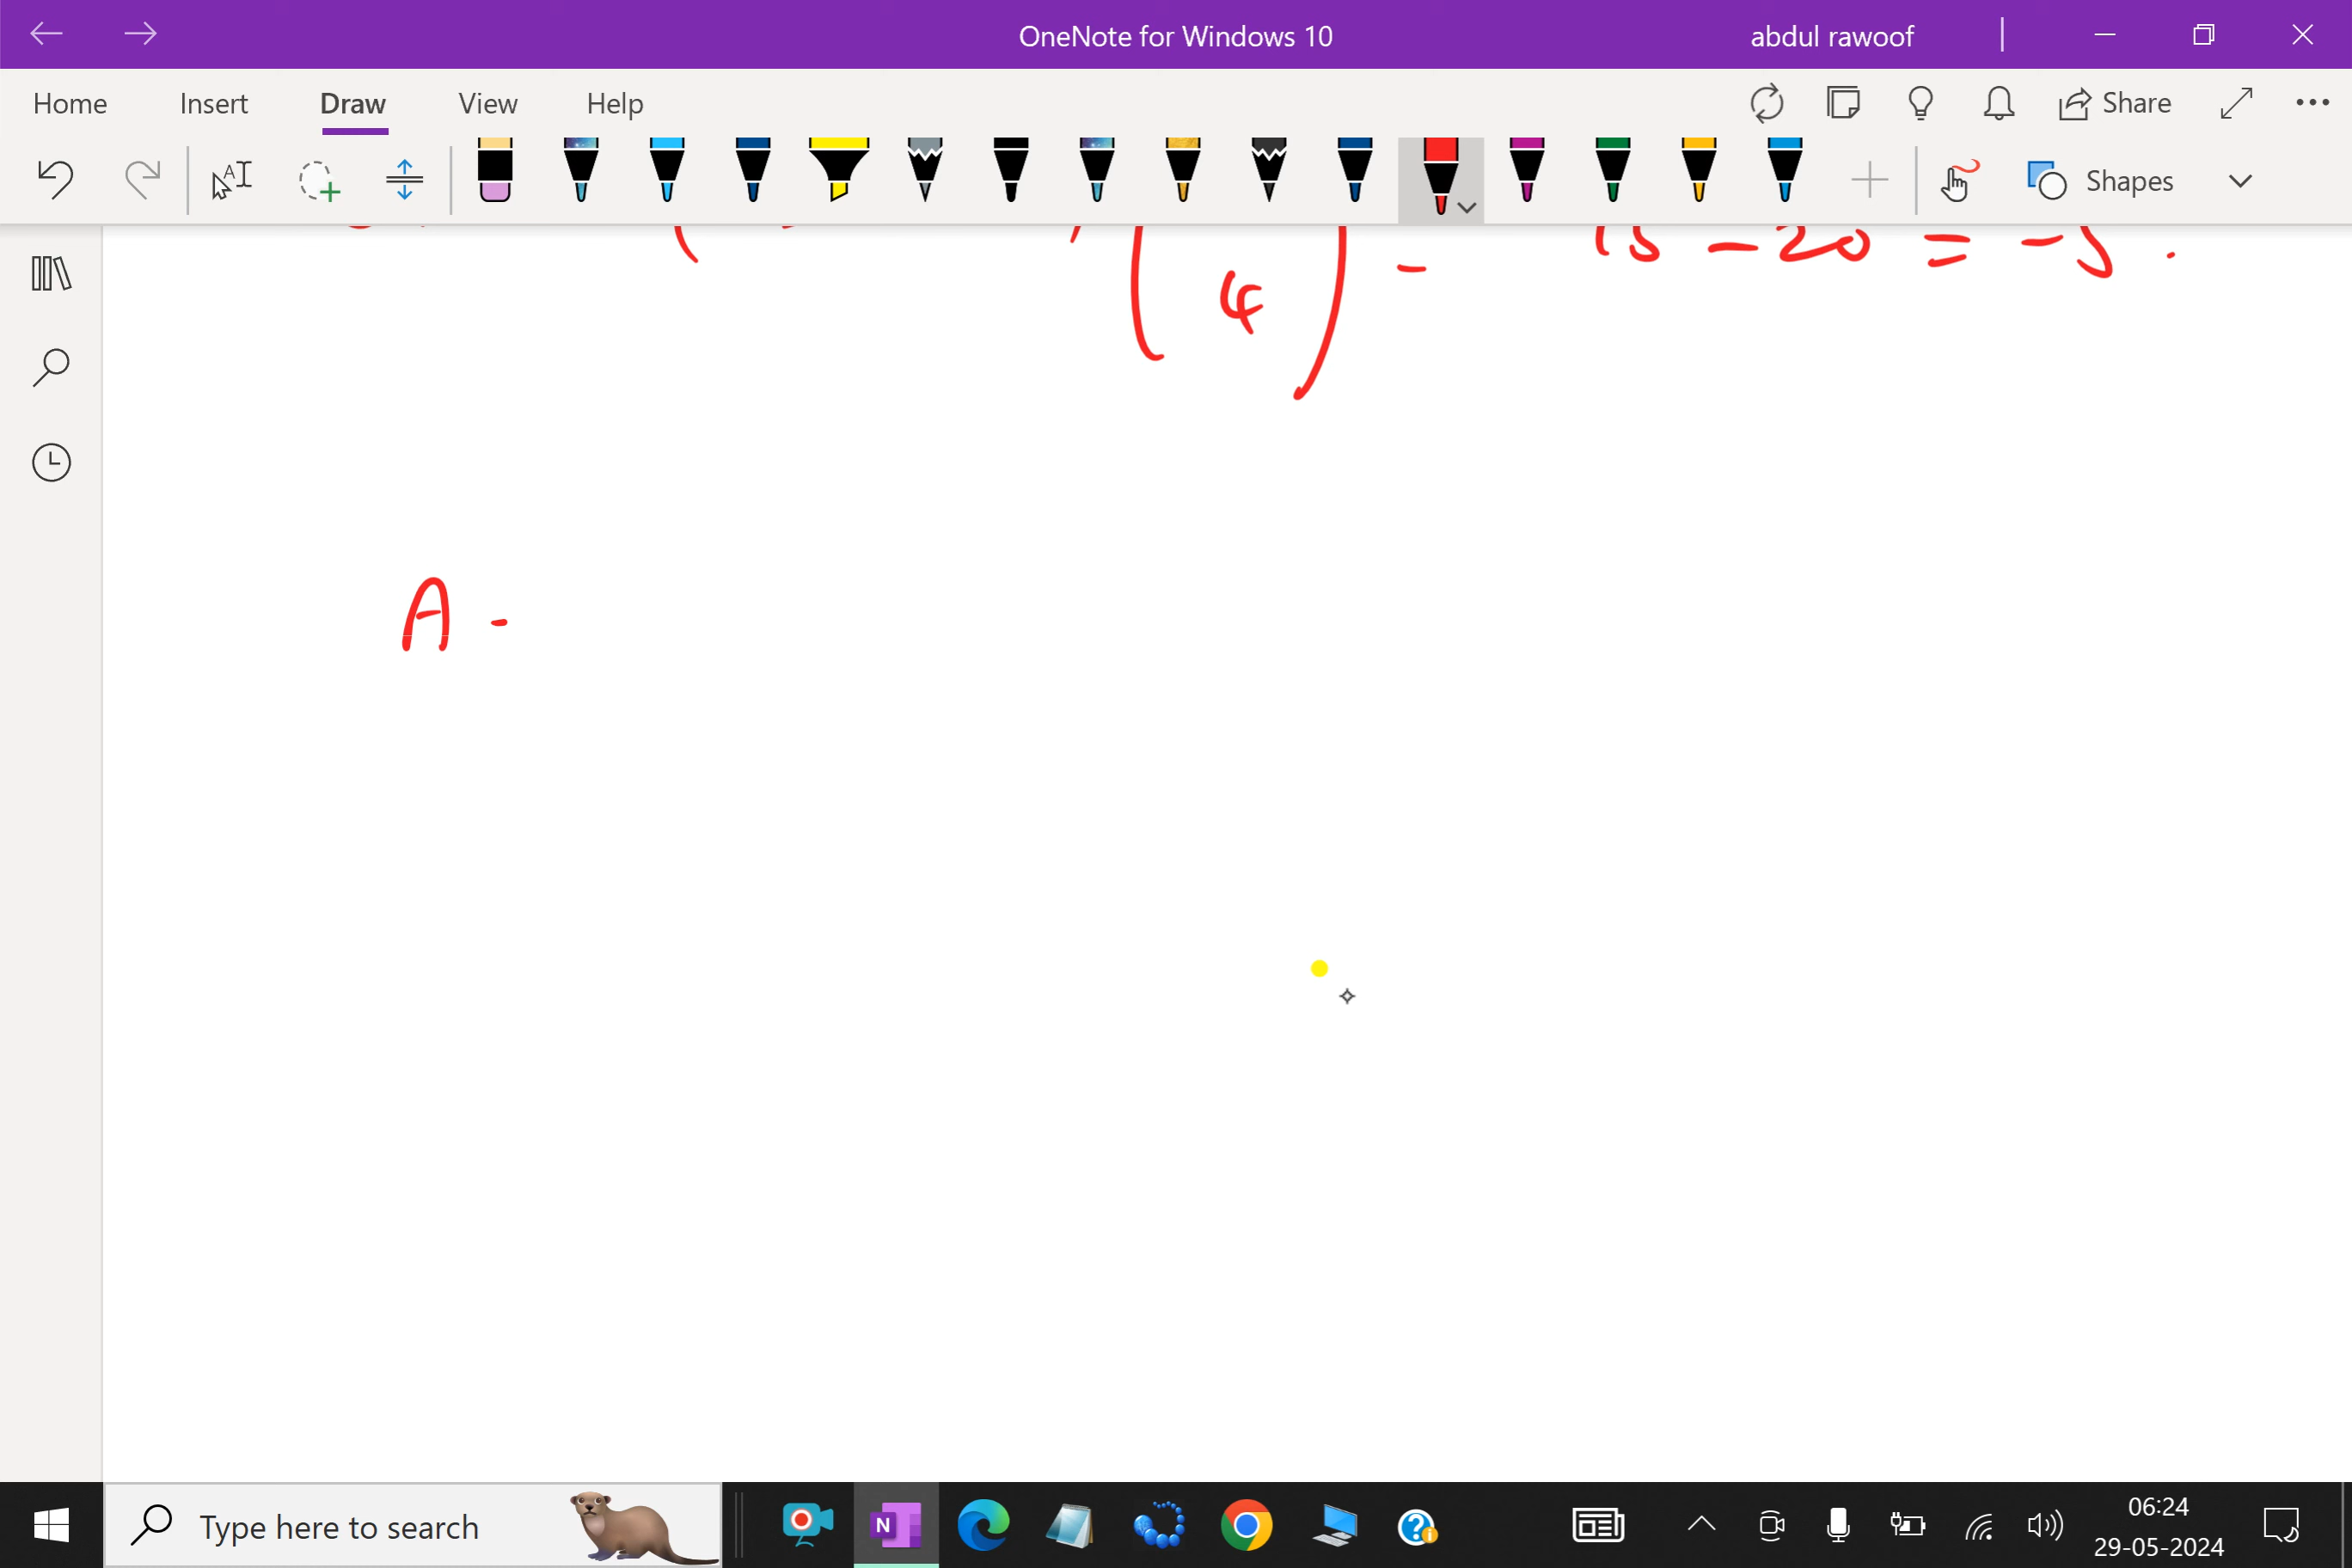 OneNote for Windows 10 abdul rawoof
Home Insert Draw View Help Share
Shapes
15 - 20 = -5 .
4 -
A -
Type here to search
06:24
29-05-2024